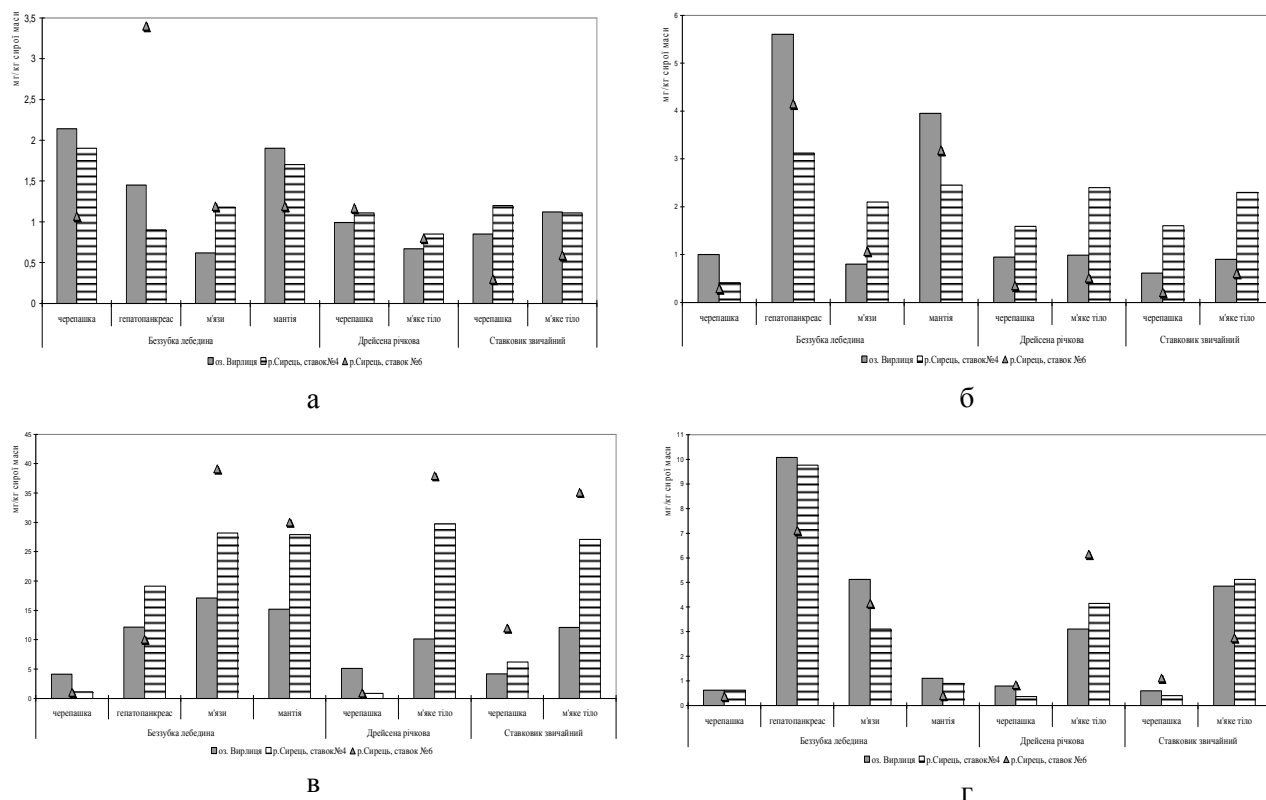 мг/кг сирої маси
3,5
3
2,5
2
1,5
1
0,5
0
черепашка гепатопанкреас м'язи мантія черепашка м'яке тіло черепашка м'яке тіло
Беззубка лебедина Дрейсена річкова Ставковик звичайний
оз. Вирлиця р.Сирець, ставок№4 р.Сирець, ставок №6
а
мг/кг сирої маси
6
5
4
3
2
1
0
черепашка гепатопанкреас м'язи мантія черепашка м'яке тіло черепашка м'яке тіло
Беззубка лебедина Дрейсена річкова Ставковик звичайний
оз. Вирлиця р.Сирець, ставок№4 р.Сирець, ставок №6
б
мг/кг сирої маси
45
40
35
30
25
20
15
10
5
0
черепашка гепатопанкреас м'язи мантія черепашка м'яке тіло черепашка м'яке тіло
Беззубка лебедина Дрейсена річкова Ставковик звичайний
оз. Вирлиця р.Сирець, ставок№4 р.Сирець, ставок №6
в
мг/кг сирої маси
11
10
9
8
7
6
5
4
3
2
1
0
черепашка гепатопанкреас м'язи мантія черепашка м'яке тіло черепашка м'яке тіло
Беззубка лебедина Дрейсена річкова Ставковик звичайний
оз. Вирлиця р.Сирець, ставок№4 р.Сирець, ставок №6
г